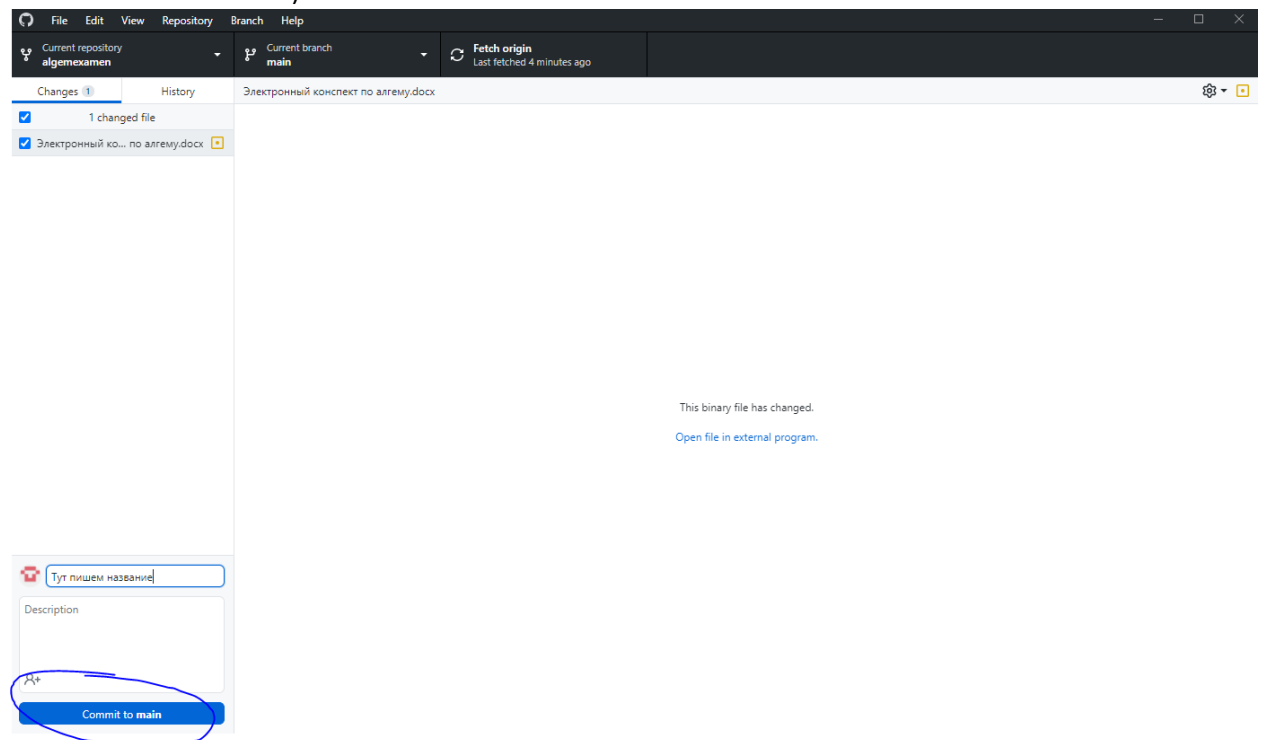 File Edit View Repository Branch Help
Current repository
algemexamen
Current branch
main
Fetch origin
Last fetched 4 minutes ago
Changes 1 History
Электронный конспект по алгему.docx
1 changed file
Электронный ко... по алгему.docx
This binary file has changed.
Open file in external program.
Тут пишем название
Description
Commit to main